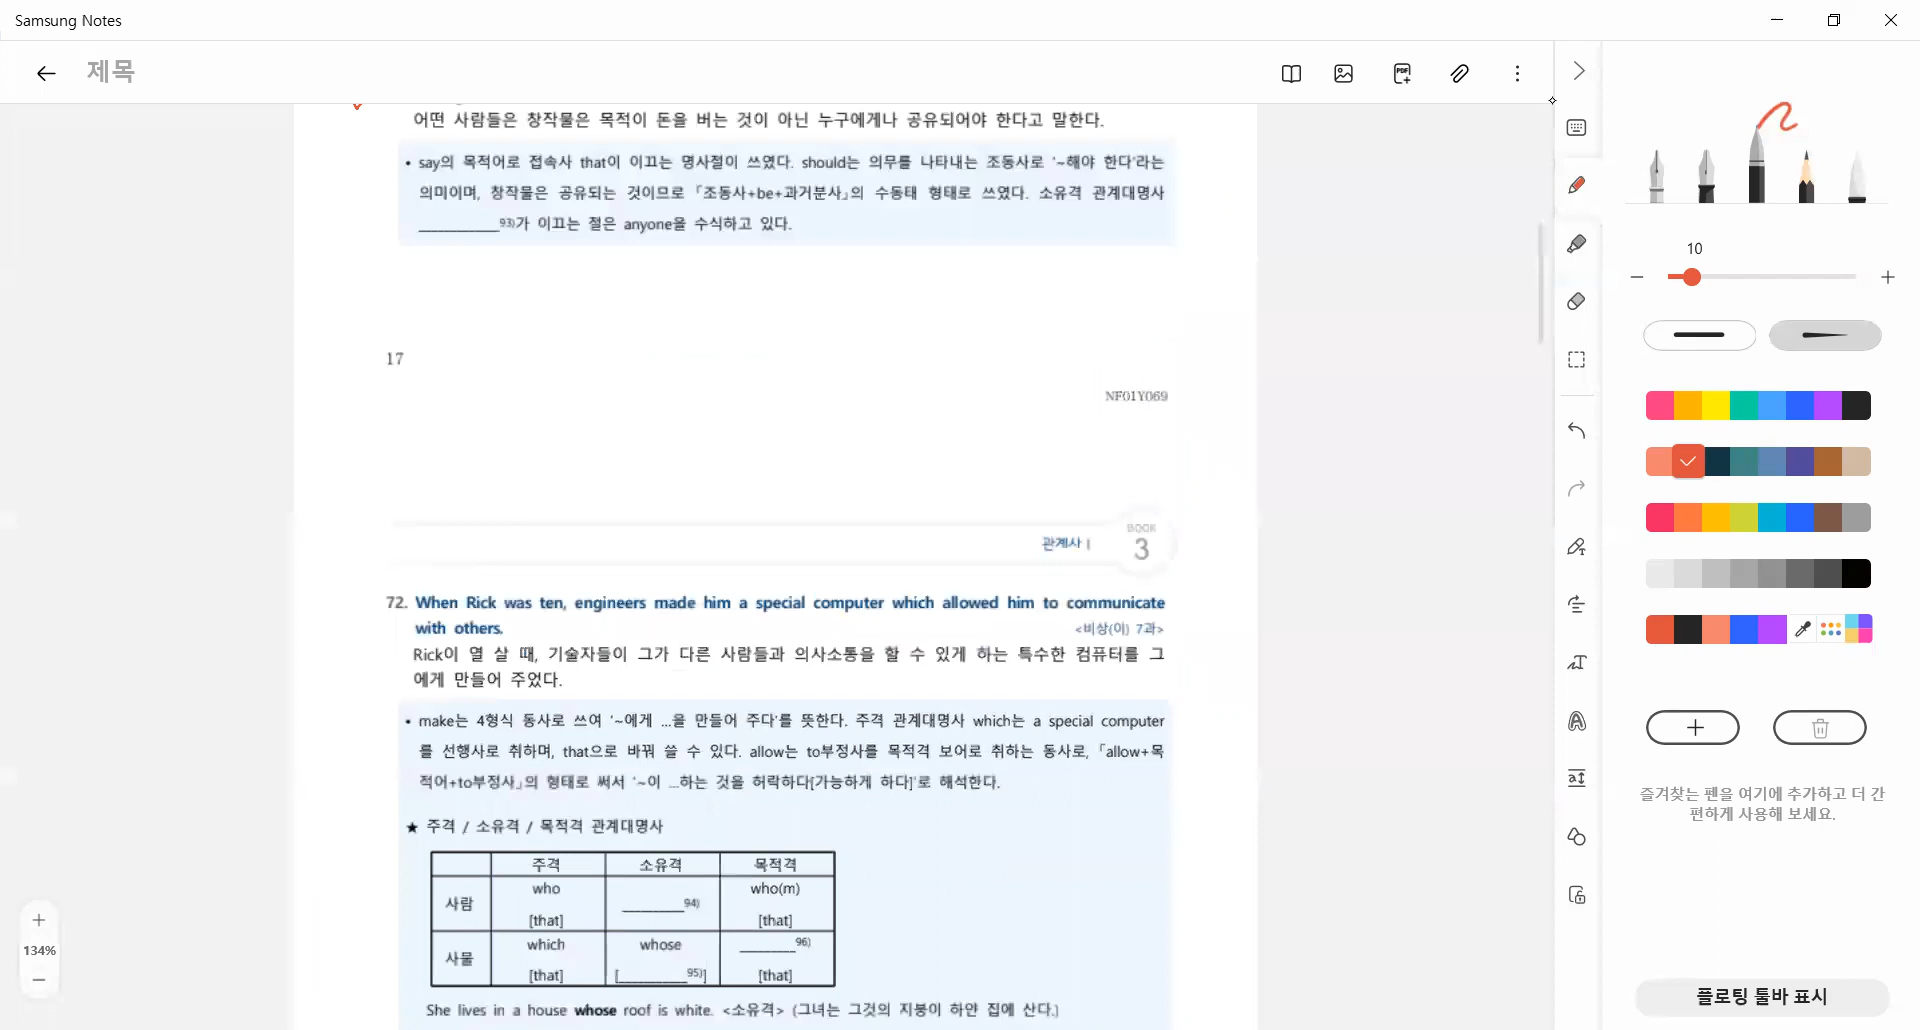 Samsung Notes
제목
어떤 사람들은 창작물은 목적이 돈을 버는 것이 아닌 누구에게나 공유되어야 한다고 말한다.
• say의 목적어로 접속사 that이 이끄는 명사절이 쓰였다. should는 의무를 나타내는 조동사로 '~해야 한다'라는
의미이며, 창작물은 공유되는 것이므로 「조동사+be+과거분사」의 수동태 형태로 쓰였다. 소유격 관계대명사
___________93)가 이끄는 절은 anyone을 수식하고 있다.
17
NF01Y069
관계사 |
BOOK
3
72. When Rick was ten, engineers made him a special computer which allowed him to communicate
with others. <비상(이) 7과>
Rick이 열 살 때, 기술자들이 그가 다른 사람들과 의사소통을 할 수 있게 하는 특수한 컴퓨터를 그
에게 만들어 주었다.
• make는 4형식 동사로 쓰여 '~에게 ...을 만들어 주다'를 뜻한다. 주격 관계대명사 which는 a special computer
를 선행사로 취하며, that으로 바꿔 쓸 수 있다. allow는 to부정사를 목적격 보어로 취하는 동사로, 「allow+목
적어+to부정사」의 형태로 써서 '~이 ...하는 것을 허락하다[가능하게 하다]'로 해석한다.
★ 주격 / 소유격 / 목적격 관계대명사
주격 소유격 목적격
사람 who [that] _________94) who(m) [that]
사물 which [that] whose [__________95)] ________96) [that]
She lives in a house whose roof is white. <소유격> (그녀는 그것의 지붕이 하얀 집에 산다.)
134%
PDF
10
즐겨찾는 펜을 여기에 추가하고 더 간
편하게 사용해 보세요.
플로팅 툴바 표시